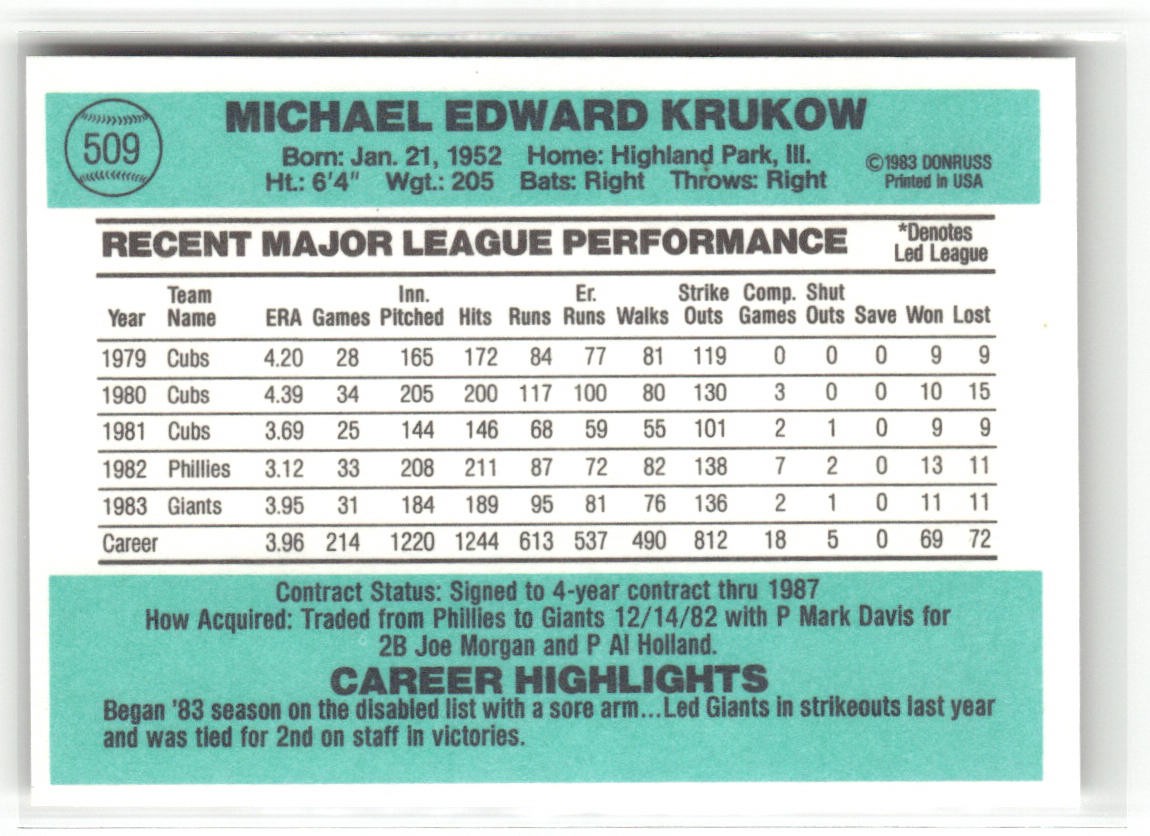 509
MICHAEL EDWARD KRUKOW
Born: Jan. 21, 1952 Home: Highland Park, Ill.
Ht.: 6'4" Wgt.: 205 Bats: Right Throws: Right
©1983 DONRUSS
Printed in USA
RECENT MAJOR LEAGUE PERFORMANCE
*Denotes
Led League
Team Inn. Er. Strike Comp. Shut
Year Name ERA Games Pitched Hits Runs Runs Walks Outs Games Outs Save Won Lost
1979 Cubs 4.20 28 165 172 84 77 81 119 0 0 0 9 9
1980 Cubs 4.39 34 205 200 117 100 80 130 3 0 0 10 15
1981 Cubs 3.69 25 144 146 68 59 55 101 2 1 0 9 9
1982 Phillies 3.12 33 208 211 87 72 82 138 7 2 0 13 11
1983 Giants 3.95 31 184 189 95 81 76 136 2 1 0 11 11
Career 3.96 214 1220 1244 613 537 490 812 18 5 0 69 72
Contract Status: Signed to 4-year contract thru 1987
How Acquired: Traded from Phillies to Giants 12/14/82 with P Mark Davis for
2B Joe Morgan and P Al Holland.
CAREER HIGHLIGHTS
Began '83 season on the disabled list with a sore arm...Led Giants in strikeouts last year
and was tied for 2nd on staff in victories.